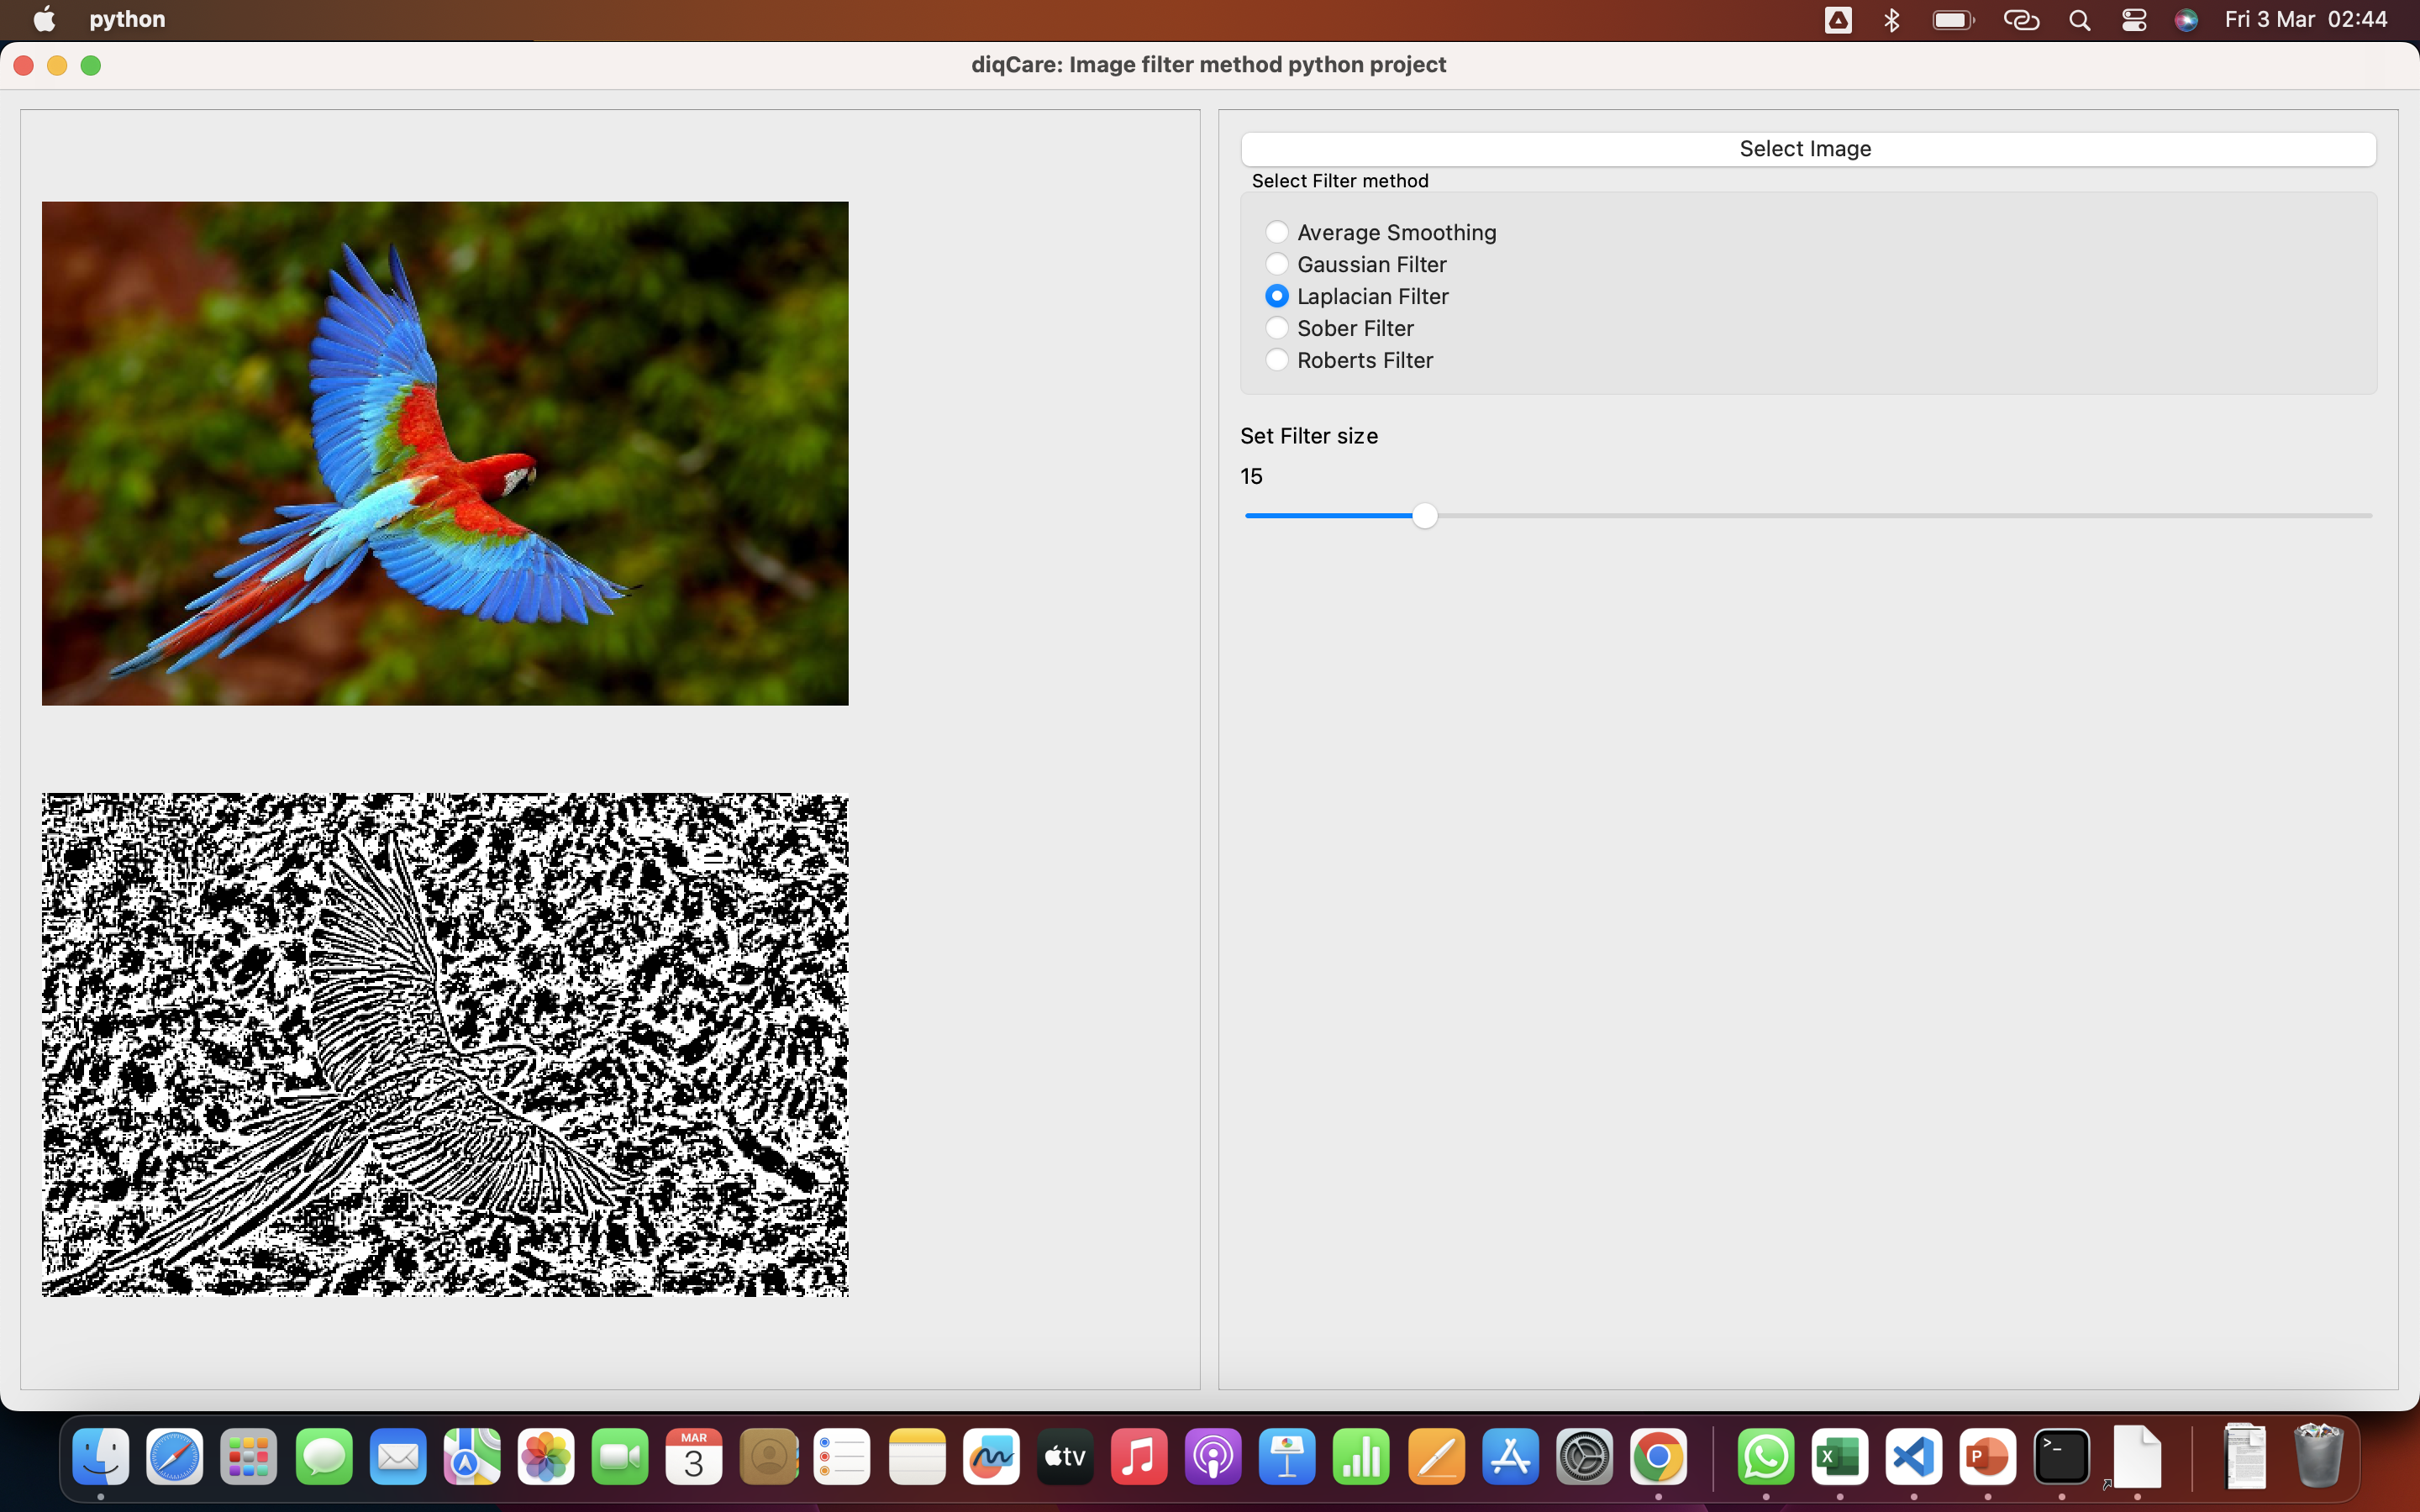 python
Fri 3 Mar 02:44
diqCare: Image filter method python project
Select Image
Select Filter method
Average Smoothing
Gaussian Filter
Laplacian Filter
Sober Filter
Roberts Filter
Set Filter size
15
MAR
3
tv
X
P
>_